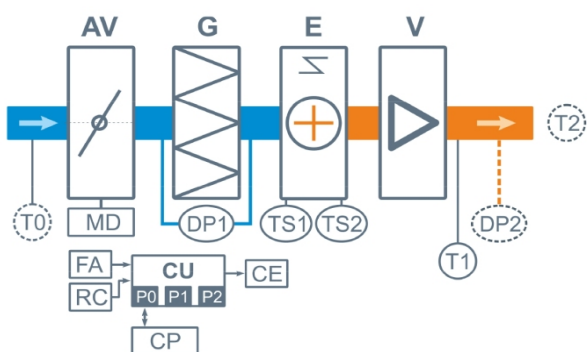 AV G E V
T2
T0 MD DP1 TS1 TS2 DP2
T1
FA CU CE
RC P0 P1 P2
CP